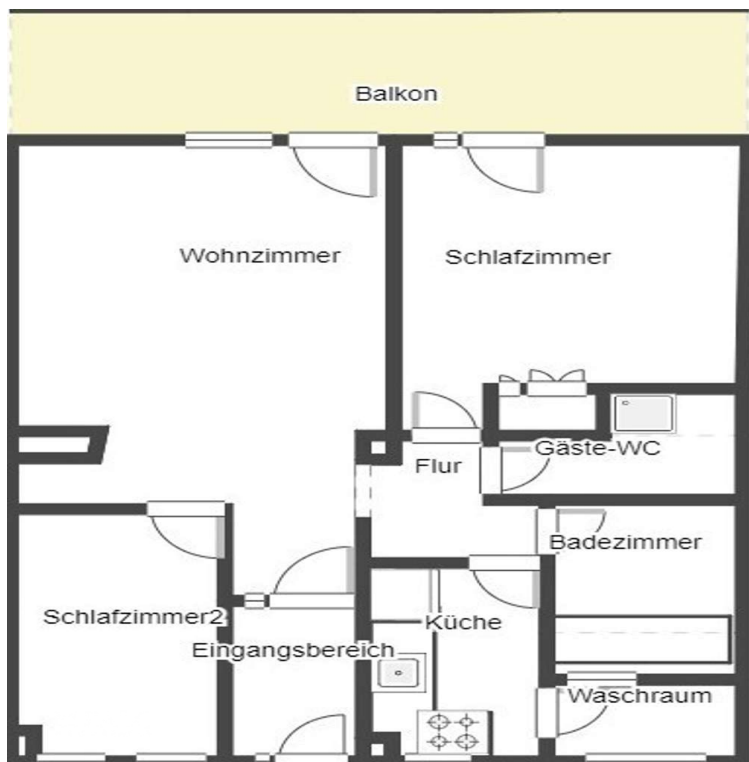 Balkon
Wohnzimmer
Schlafzimmer
Gäste-WC
Flur
Badezimmer
Schlafzimmer2
Küche
Eingangsbereich
Waschraum